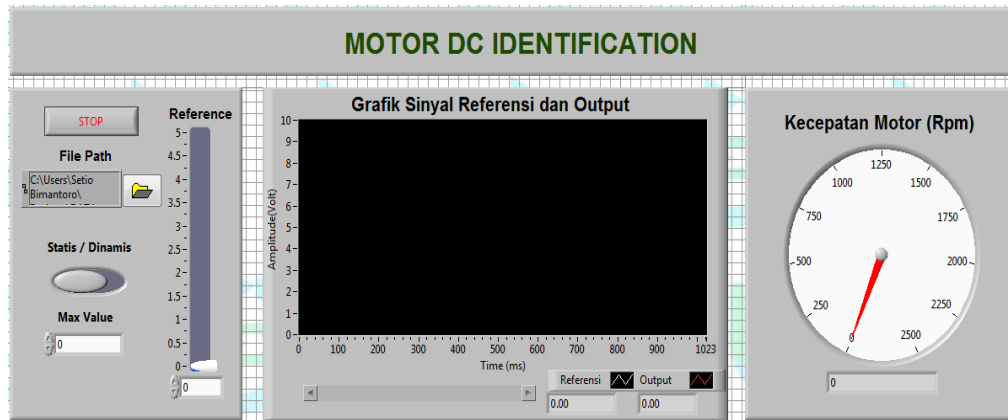 MOTOR DC IDENTIFICATION
STOP
File Path
C:\Users\Setio
Bimantoro\
Statis / Dinamis
Max Value
0
Reference
5
4.5
4
3.5
3
2.5
2
1.5
1
0.5
0
0
Grafik Sinyal Referensi dan Output
Amplitude(Volt)
10
9
8
7
6
5
4
3
2
1
0
0 100 200 300 400 500 600 700 800 900 1023
Time (ms)
Referensi Output
0.00 0.00
Kecepatan Motor (Rpm)
0
250
500
750
1000
1250
1500
1750
2000
2250
2500
0